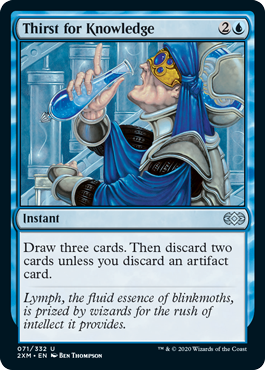 Thirst for Knowledge 2
Instant
Draw three cards. Then discard two
cards unless you discard an artifact
card.
Lymph, the fluid essence of blinkmoths,
is prized by wizards for the rush of
intellect it provides.
071/332 U
2XM • EN Ben Thompson
™ & © 2020 Wizards of the Coast